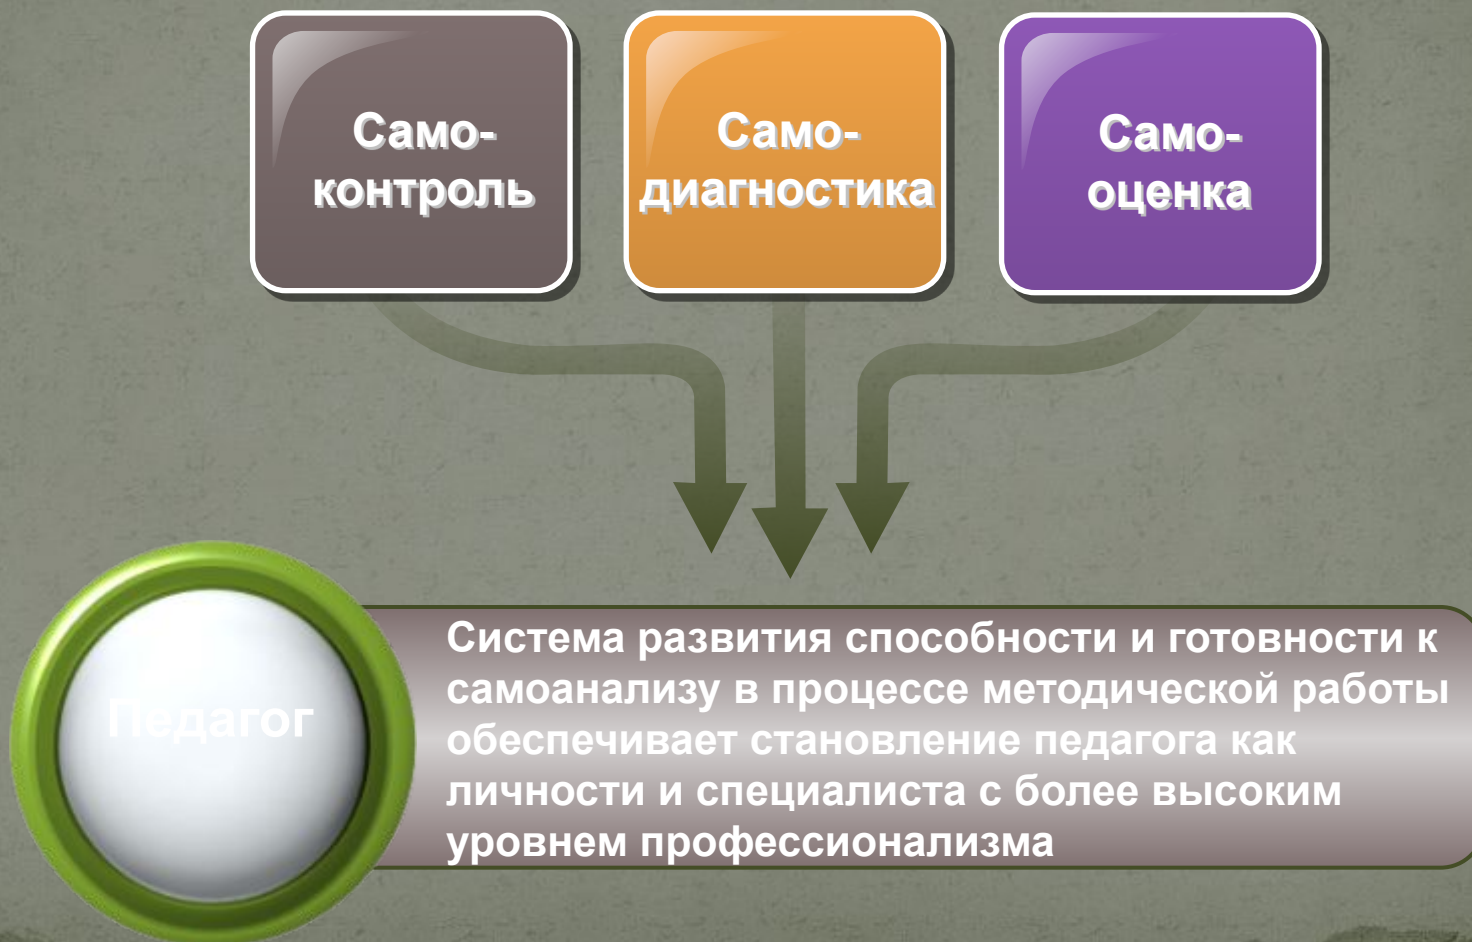 Само-
контроль
Само-
диагностика
Само-
оценка
Педагог
Система развития способности и готовности к
самоанализу в процессе методической работы
обеспечивает становление педагога как
личности и специалиста с более высоким
уровнем профессионализма